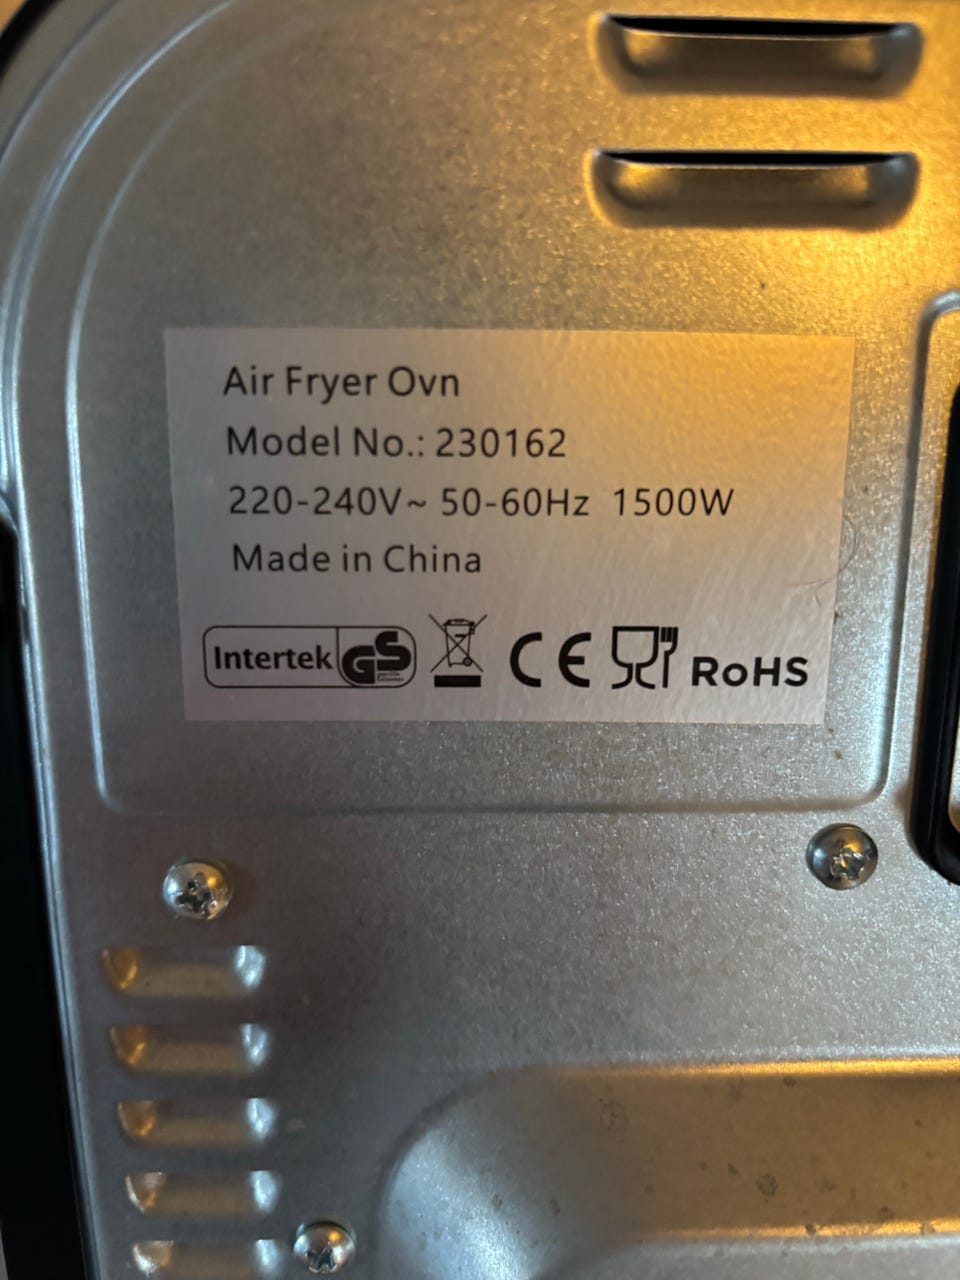 Air Fryer Ovn
Model No.: 230162
220-240V~ 50-60Hz 1500W
Made in China
Intertek GS CE RoHS